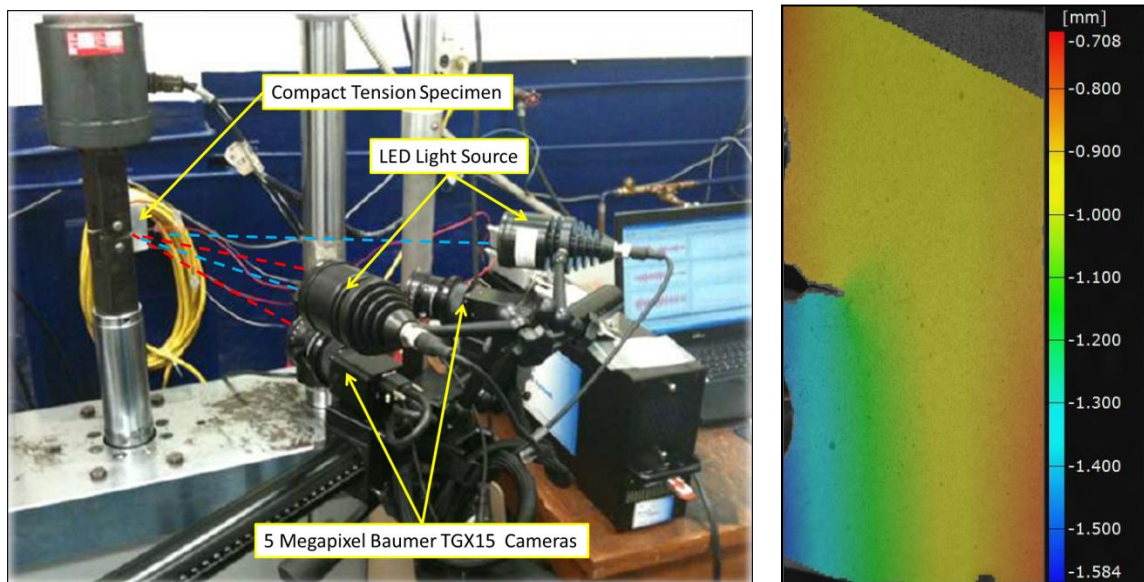 Compact Tension Specimen
LED Light Source
5 Megapixel Baumer TGX15 Cameras
[mm]
-0.708
-0.800
-0.900
-1.000
-1.100
-1.200
-1.300
-1.400
-1.500
-1.584